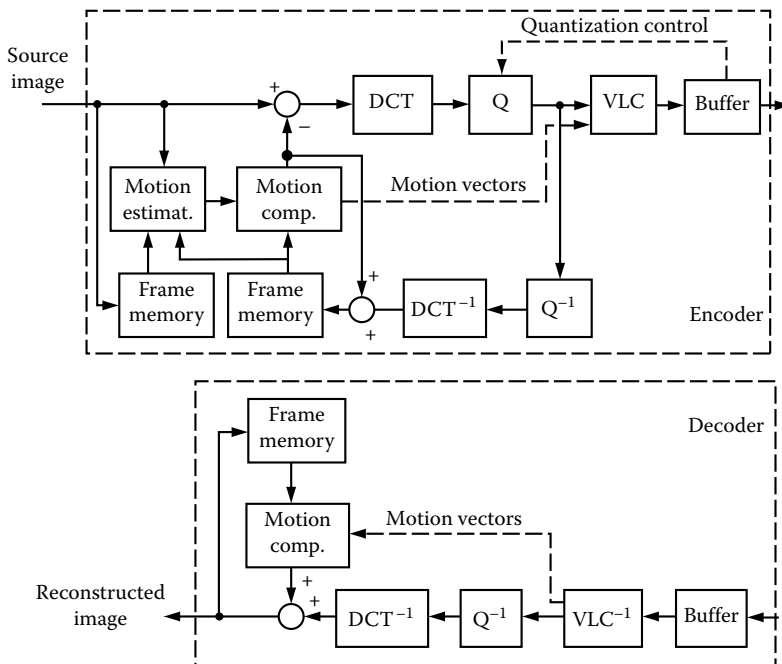 Quantization control
Source
image
+
DCT
Q
VLC
Buffer
−
Motion
estimat.
Motion
comp.
Motion vectors
+
Frame
memory
Frame
memory
+
DCT⁻¹
Q⁻¹
Encoder
Frame
memory
Decoder
Motion
comp.
Motion vectors
+
+
Reconstructed
image
DCT⁻¹
Q⁻¹
VLC⁻¹
Buffer